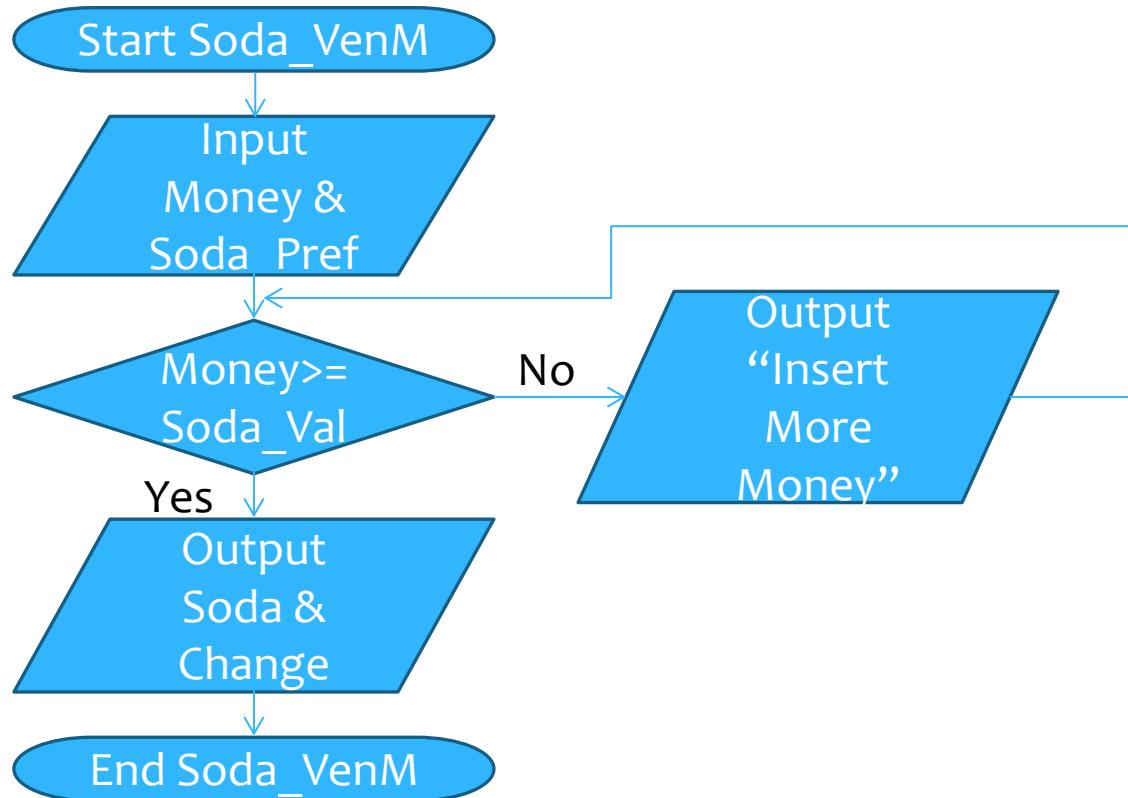 Start Soda_VenM
Input
Money &
Soda_Pref
Money>=
Soda_Val
No
Output
“Insert
More
Money”
Yes
Output
Soda &
Change
End Soda_VenM